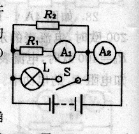 R₂
R₁ A₁ A₂
L S